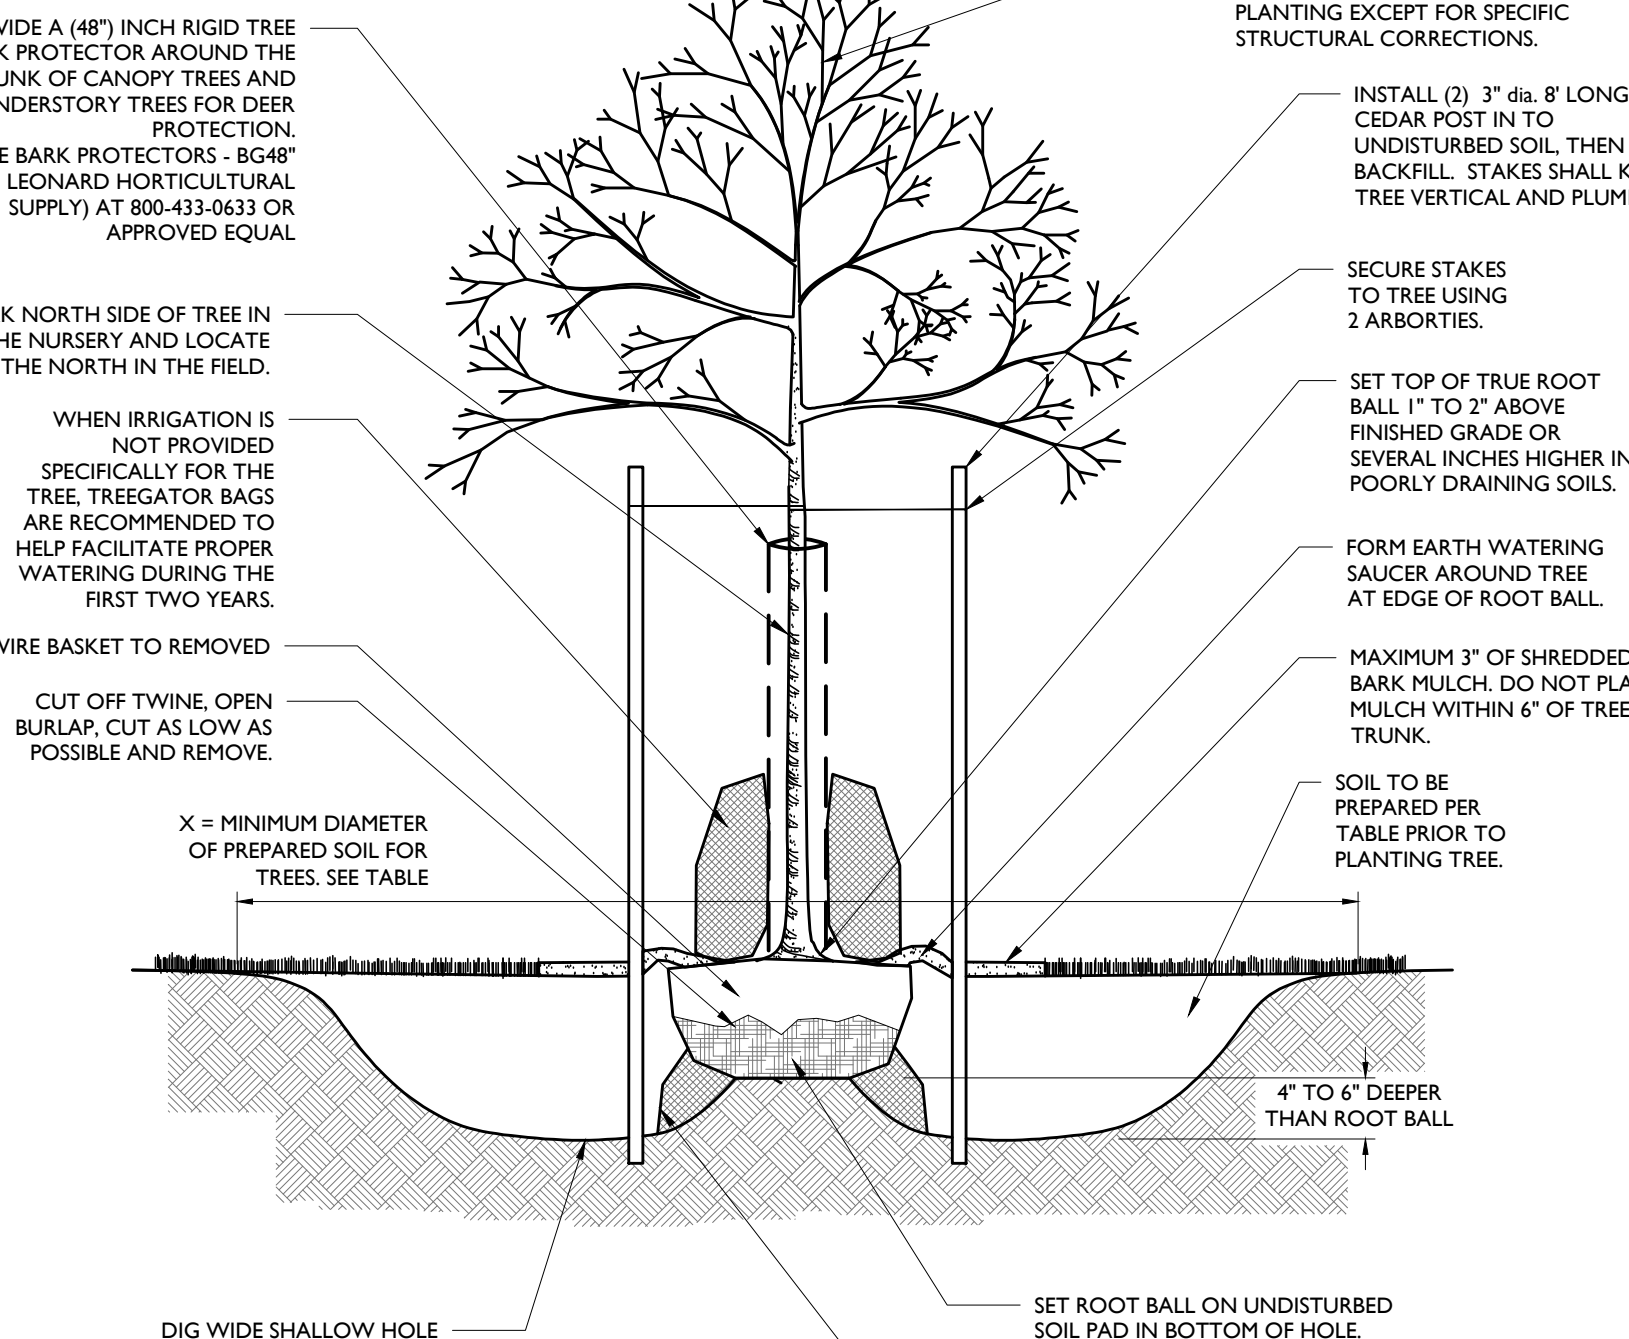 VIDE A (48") INCH RIGID TREE
K PROTECTOR AROUND THE
UNK OF CANOPY TREES AND
NDERSTORY TREES FOR DEER
PROTECTION.
E BARK PROTECTORS - BG48"
LEONARD HORTICULTURAL
SUPPLY) AT 800-433-0633 OR
APPROVED EQUAL
K NORTH SIDE OF TREE IN
HE NURSERY AND LOCATE
THE NORTH IN THE FIELD.
WHEN IRRIGATION IS
NOT PROVIDED
SPECIFICALLY FOR THE
TREE, TREEGATOR BAGS
ARE RECOMMENDED TO
HELP FACILITATE PROPER
WATERING DURING THE
FIRST TWO YEARS.
WIRE BASKET TO REMOVED
CUT OFF TWINE, OPEN
BURLAP, CUT AS LOW AS
POSSIBLE AND REMOVE.
X = MINIMUM DIAMETER
OF PREPARED SOIL FOR
TREES. SEE TABLE
DIG WIDE SHALLOW HOLE
PLANTING EXCEPT FOR SPECIFIC
STRUCTURAL CORRECTIONS.
INSTALL (2) 3" dia. 8' LONG
CEDAR POST IN TO
UNDISTURBED SOIL, THEN
BACKFILL. STAKES SHALL K
TREE VERTICAL AND PLUM
SECURE STAKES
TO TREE USING
2 ARBORTIES.
SET TOP OF TRUE ROOT
BALL 1" TO 2" ABOVE
FINISHED GRADE OR
SEVERAL INCHES HIGHER IN
POORLY DRAINING SOILS.
FORM EARTH WATERING
SAUCER AROUND TREE
AT EDGE OF ROOT BALL.
MAXIMUM 3" OF SHREDDED
BARK MULCH. DO NOT PLA
MULCH WITHIN 6" OF TREE
TRUNK.
SOIL TO BE
PREPARED PER
TABLE PRIOR TO
PLANTING TREE.
4" TO 6" DEEPER
THAN ROOT BALL
SET ROOT BALL ON UNDISTURBED
SOIL PAD IN BOTTOM OF HOLE.